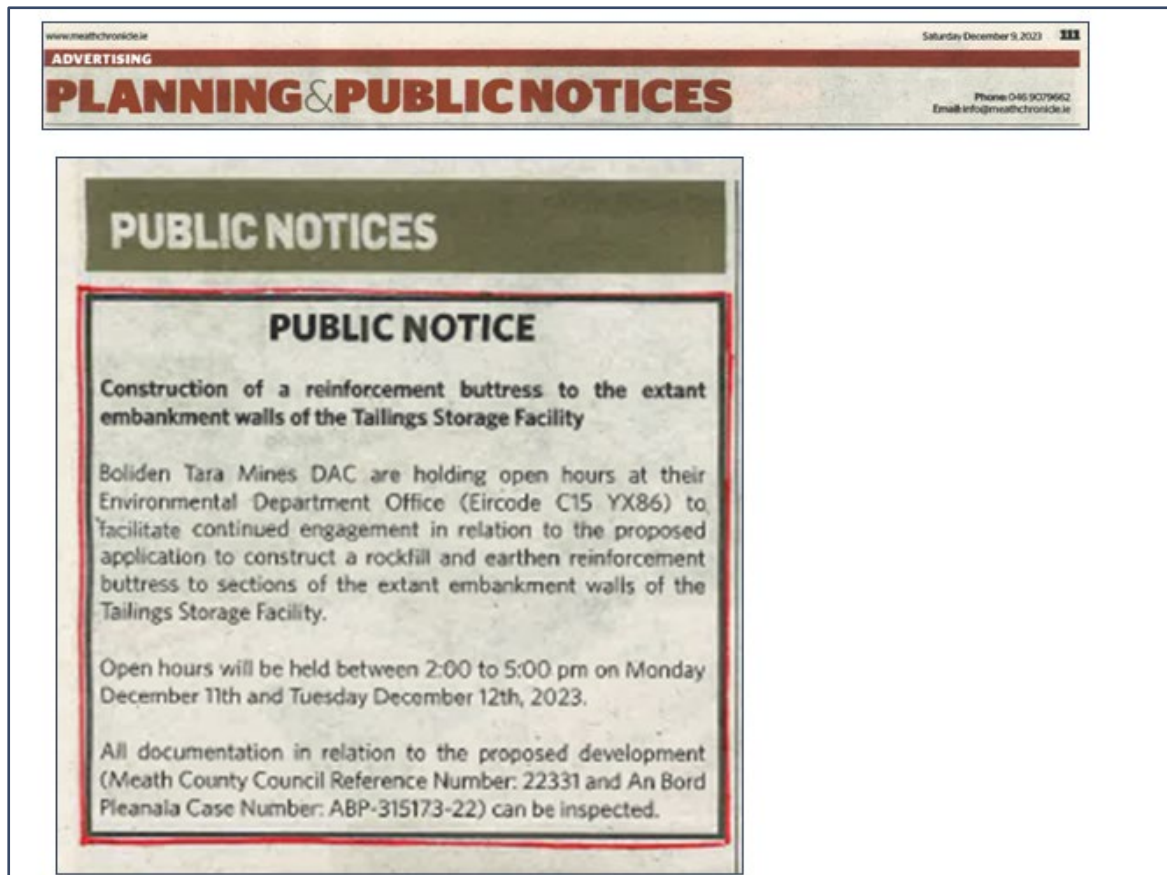 www.meathchronicle.ie
Saturday December 9, 2023 111
ADVERTISING
PLANNING&PUBLIC NOTICES
Phone: 046 9079662
Email: info@meathchronicle.ie
PUBLIC NOTICES
PUBLIC NOTICE
Construction of a reinforcement buttress to the extant
embankment walls of the Tailings Storage Facility
Boliden Tara Mines DAC are holding open hours at their
Environmental Department Office (Eircode C15 YX86) to
facilitate continued engagement in relation to the proposed
application to construct a rockfill and earthen reinforcement
buttress to sections of the extant embankment walls of the
Tailings Storage Facility.
Open hours will be held between 2:00 to 5:00 pm on Monday
December 11th and Tuesday December 12th, 2023.
All documentation in relation to the proposed development
(Meath County Council Reference Number: 22331 and An Bord
Pleanala Case Number: ABP-315173-22) can be inspected.